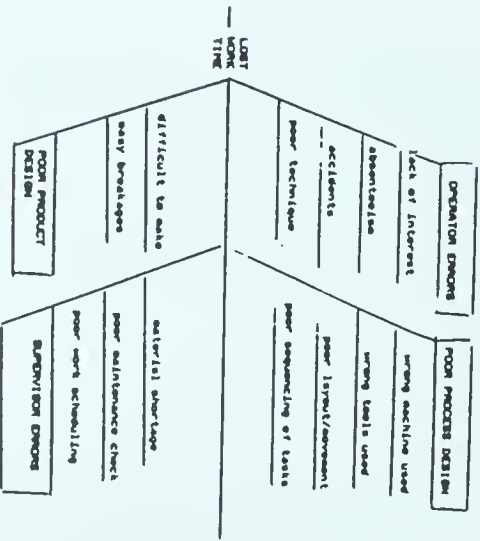 LOST
WORK
TIME
OPERATOR ERRORS
lack of interest
absenteeism
accidents
poor technique
POOR PROCESS DESIGN
wrong machine used
wrong tools used
poor layout/movement
poor sequencing of tasks
difficult to make
easy breakages
POOR PRODUCT
DESIGN
material shortage
poor maintenance check
poor work scheduling
SUPERVISOR ERRORS